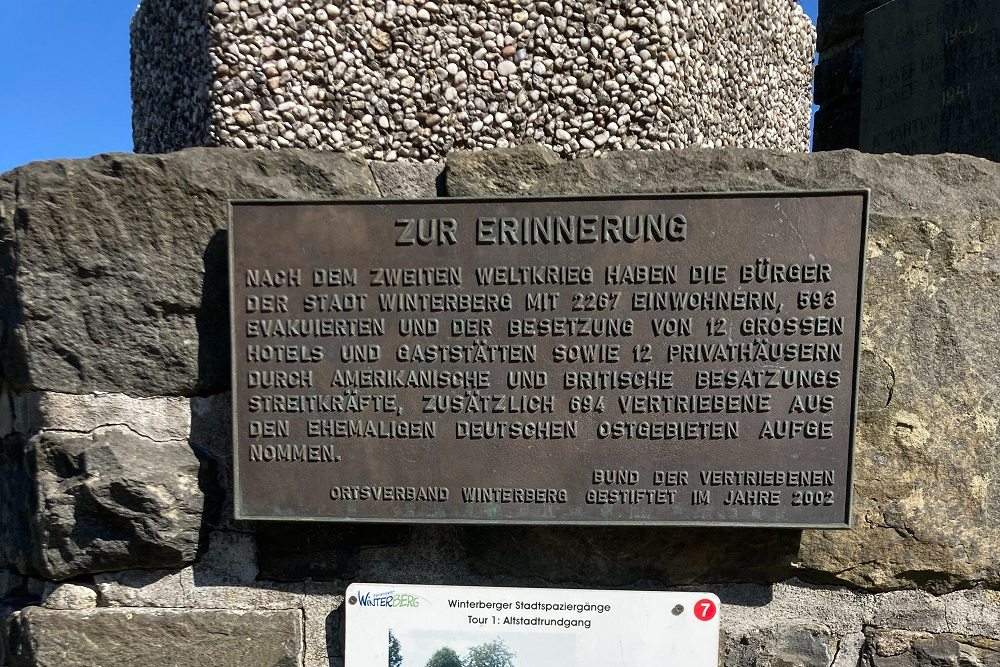 1940
1941
ZUR ERINNERUNG
NACH DEM ZWEITEN WELTKRIEG HABEN DIE BÜRGER
DER STADT WINTERBERG MIT 2267 EINWOHNERN, 593
EVAKUIERTEN UND DER BESETZUNG VON 12 GROSSEN
HOTELS UND GASTSTÄTTEN SOWIE 12 PRIVATHÄUSERN
DURCH AMERIKANISCHE UND BRITISCHE BESATZUNGS
STREITKRÄFTE, ZUSÄTZLICH 694 VERTRIEBENE AUS
DEN EHEMALIGEN DEUTSCHEN OSTGEBIETEN AUFGE
NOMMEN.
BUND DER VERTRIEBENEN
ORTSVERBAND WINTERBERG GESTIFTET IM JAHRE 2002
WINTERBERG
Winterberger Stadtspaziergänge
7
Tour 1: Altstadtrundgang